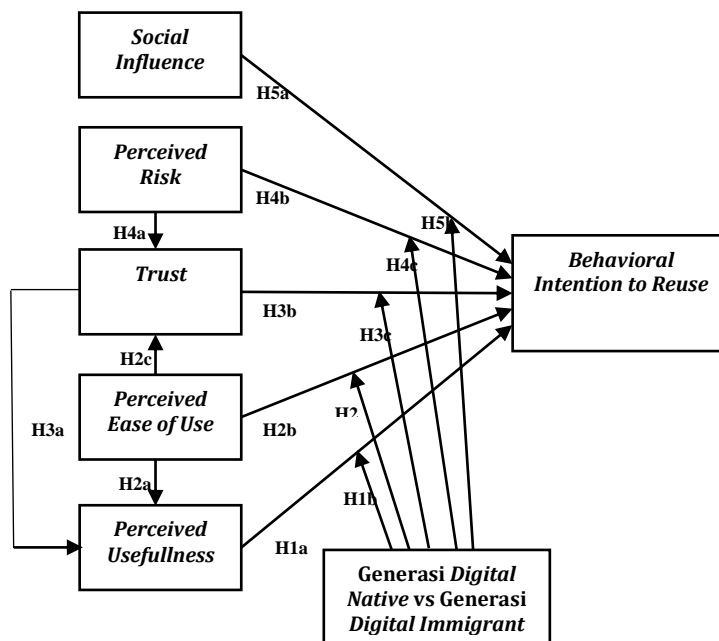 Social
Influence
H5a
Perceived
Risk
H4b
H5b
H4a
H4c
Trust
H3b
H3c
H2c
Perceived
Ease of Use
H3a
H2b
H2
H2a
H1b
Perceived
Usefullness
H1a
Behavioral
Intention to Reuse
Generasi Digital
Native vs Generasi
Digital Immigrant